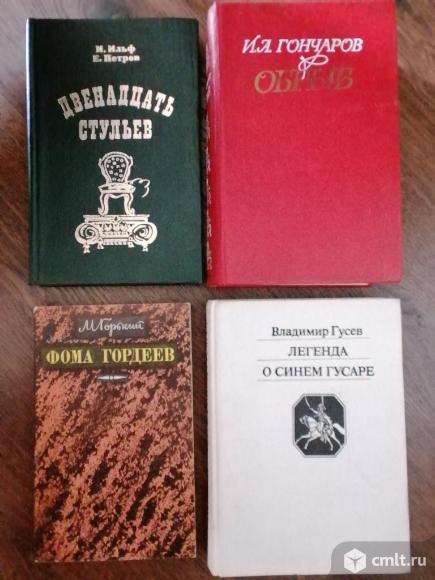 И. Ильф
Е. Петров
ДВЕНАДЦАТЬ
СТУЛЬЕВ
И.А. ГОНЧАРОВ
ОБРЫВ
М. Горький
ФОМА ГОРДЕЕВ
Владимир Гусев
ЛЕГЕНДА
О СИНЕМ ГУСАРЕ
cmlt.ru